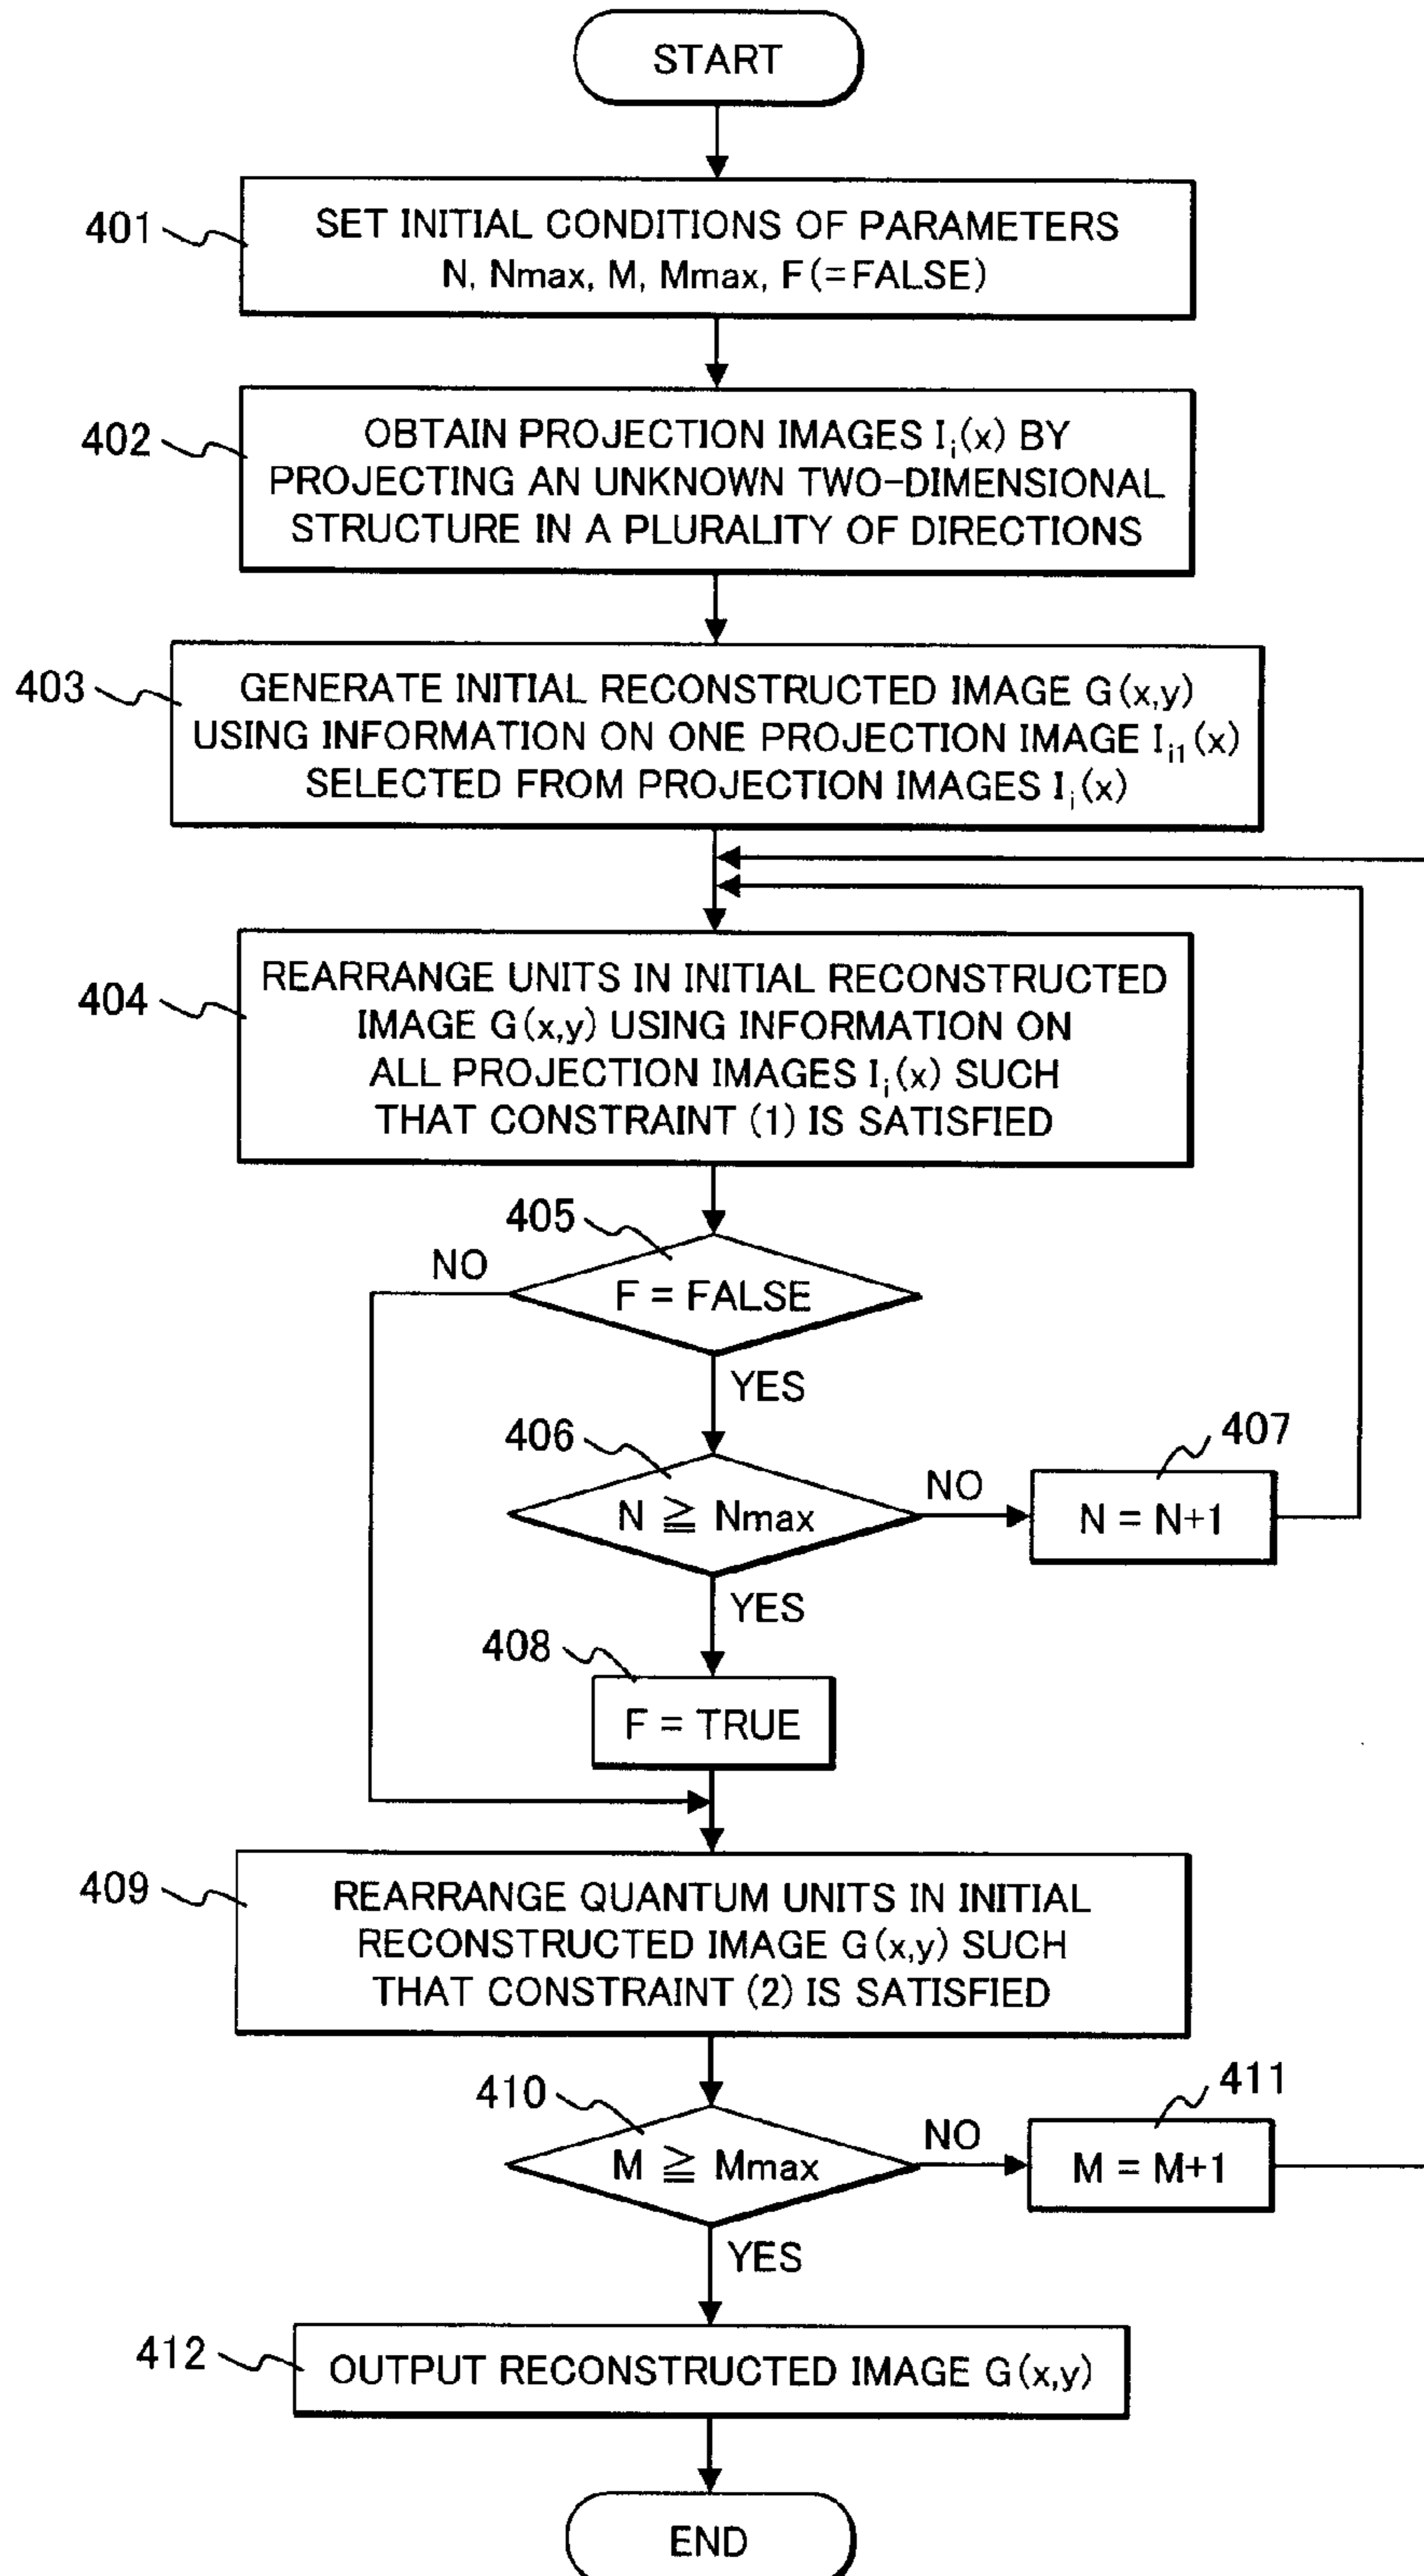 START
401
SET INITIAL CONDITIONS OF PARAMETERS
N, Nmax, M, Mmax, F(=FALSE)
402
OBTAIN PROJECTION IMAGES Ii(x) BY
PROJECTING AN UNKNOWN TWO-DIMENSIONAL
STRUCTURE IN A PLURALITY OF DIRECTIONS
403
GENERATE INITIAL RECONSTRUCTED IMAGE G(x,y)
USING INFORMATION ON ONE PROJECTION IMAGE Ii1(x)
SELECTED FROM PROJECTION IMAGES Ii(x)
404
REARRANGE UNITS IN INITIAL RECONSTRUCTED
IMAGE G(x,y) USING INFORMATION ON
ALL PROJECTION IMAGES Ii(x) SUCH
THAT CONSTRAINT (1) IS SATISFIED
405
NO
F = FALSE
YES
406
N ≧ Nmax
NO
407
N = N+1
YES
408
F = TRUE
409
REARRANGE QUANTUM UNITS IN INITIAL
RECONSTRUCTED IMAGE G(x,y) SUCH
THAT CONSTRAINT (2) IS SATISFIED
410
M ≧ Mmax
NO
411
M = M+1
YES
412
OUTPUT RECONSTRUCTED IMAGE G(x,y)
END